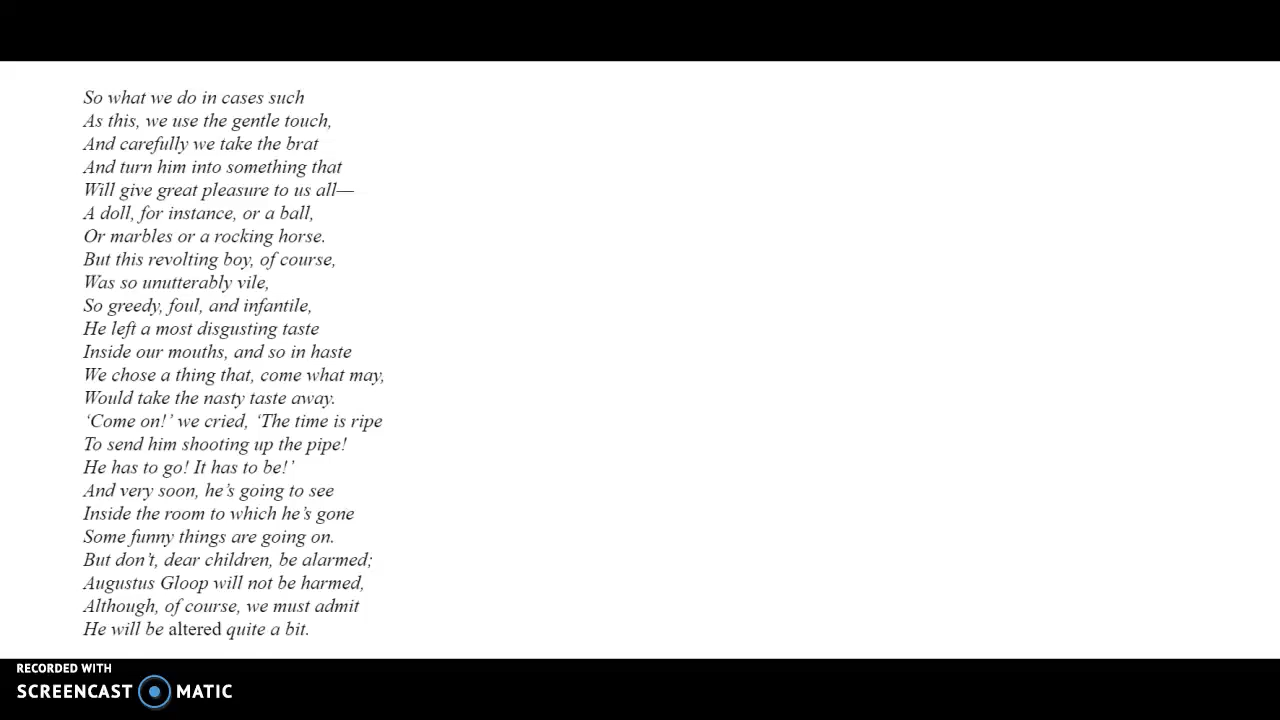 So what we do in cases such
As this, we use the gentle touch,
And carefully we take the brat
And turn him into something that
Will give great pleasure to us all—
A doll, for instance, or a ball,
Or marbles or a rocking horse.
But this revolting boy, of course,
Was so unutterably vile,
So greedy, foul, and infantile,
He left a most disgusting taste
Inside our mouths, and so in haste
We chose a thing that, come what may,
Would take the nasty taste away.
‘Come on!’ we cried, ‘The time is ripe
To send him shooting up the pipe!
He has to go! It has to be!’
And very soon, he’s going to see
Inside the room to which he’s gone
Some funny things are going on.
But don’t, dear children, be alarmed;
Augustus Gloop will not be harmed,
Although, of course, we must admit
He will be altered quite a bit.
RECORDED WITH
SCREENCAST MATIC